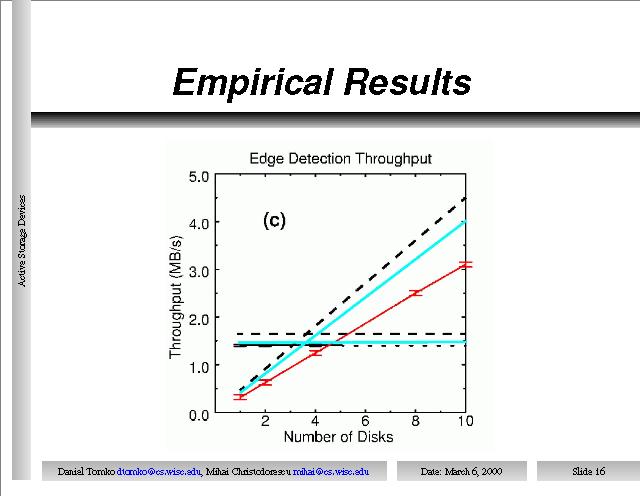 Empirical Results
Active Storage Devices
Edge Detection Throughput
(c)
Throughput (MB/s)
5.0
4.0
3.0
2.0
1.0
0.0
2 4 6 8 10
Number of Disks
Daniel Tomko dtomko@cs.wisc.edu, Mihai Christodorescu mihai@cs.wisc.edu
Date: March 6, 2000
Slide 16